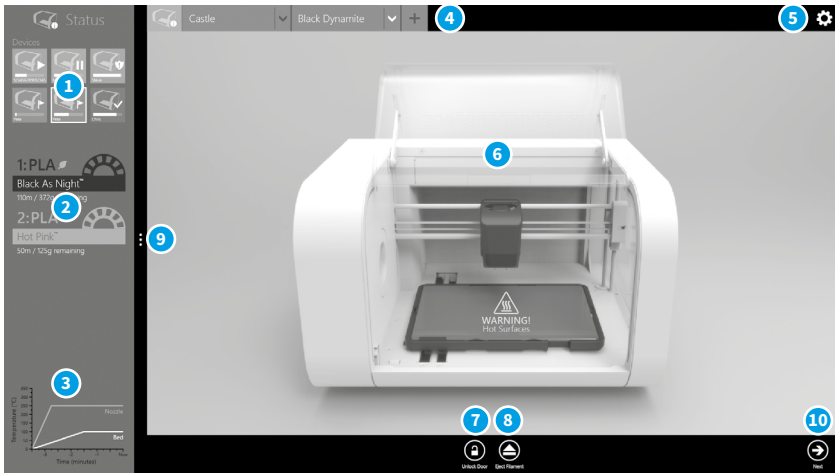 Status
Castle
Black Dynamite
+
4
5
Devices
1
6
1:PLA
Black As Night™
110m / 372g
2
2:PLA
Hot Pink™
50m / 125g remaining
9
WARNING!
Hot Surfaces
3
Temperature (°C)
Nozzle
Bed
Time (minutes)
Now
7
8
10
Unlock Door
Eject Filament
Next